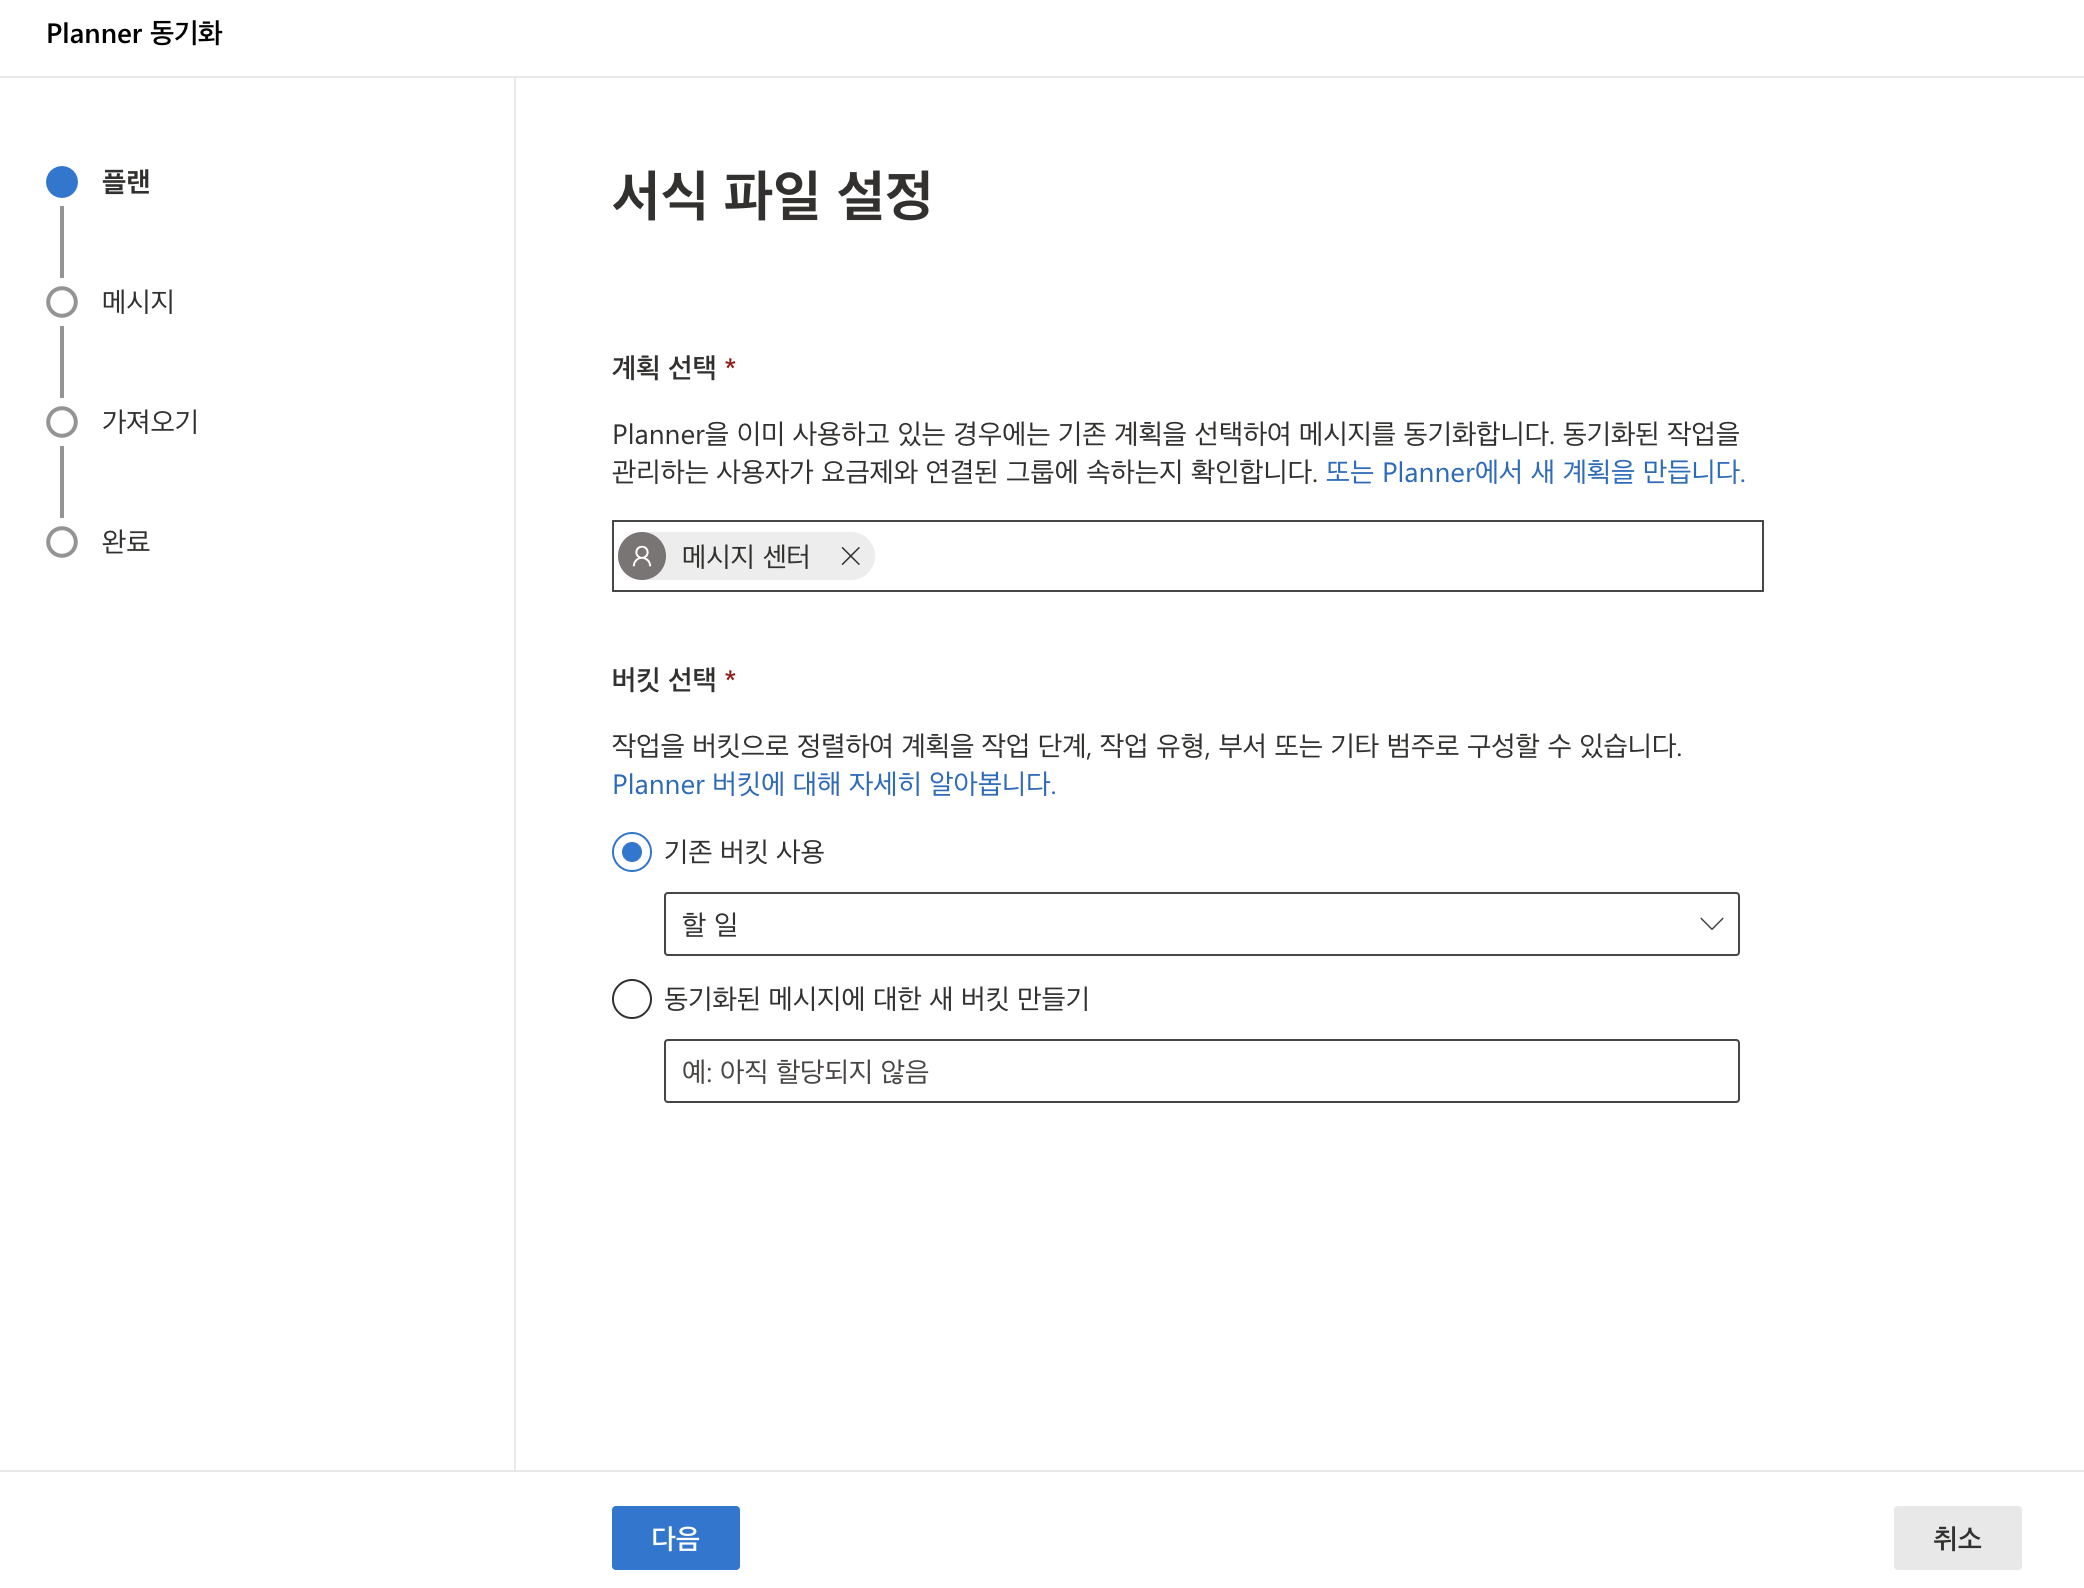 Planner 동기화
플랜
메시지
가져오기
완료
서식 파일 설정
계획 선택 *
Planner을 이미 사용하고 있는 경우에는 기존 계획을 선택하여 메시지를 동기화합니다. 동기화된 작업을
관리하는 사용자가 요금제와 연결된 그룹에 속하는지 확인합니다. 또는 Planner에서 새 계획을 만듭니다.
메시지 센터
버킷 선택 *
작업을 버킷으로 정렬하여 계획을 작업 단계, 작업 유형, 부서 또는 기타 범주로 구성할 수 있습니다.
Planner 버킷에 대해 자세히 알아봅니다.
기존 버킷 사용
할 일
동기화된 메시지에 대한 새 버킷 만들기
예: 아직 할당되지 않음
다음
취소